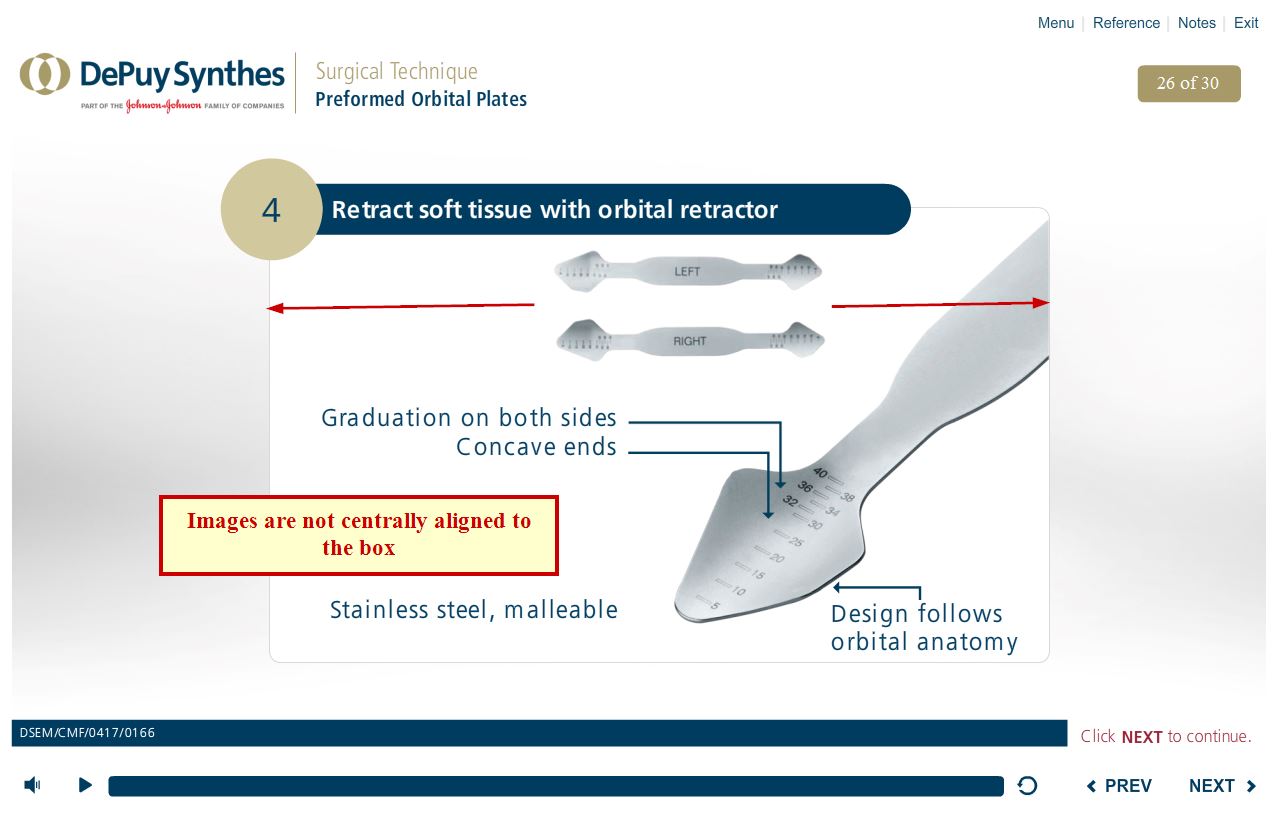 Menu | Reference | Notes | Exit
DePuy Synthes
PART OF THE Johnson & Johnson FAMILY OF COMPANIES
Surgical Technique
Preformed Orbital Plates
26 of 30
4
Retract soft tissue with orbital retractor
LEFT
RIGHT
Graduation on both sides
Concave ends
40
38
36
34
32
30
25
20
15
10
5
Images are not centrally aligned to
the box
Stainless steel, malleable
Design follows
orbital anatomy
DSEM/CMF/0417/0166
Click NEXT to continue.
PREV
NEXT